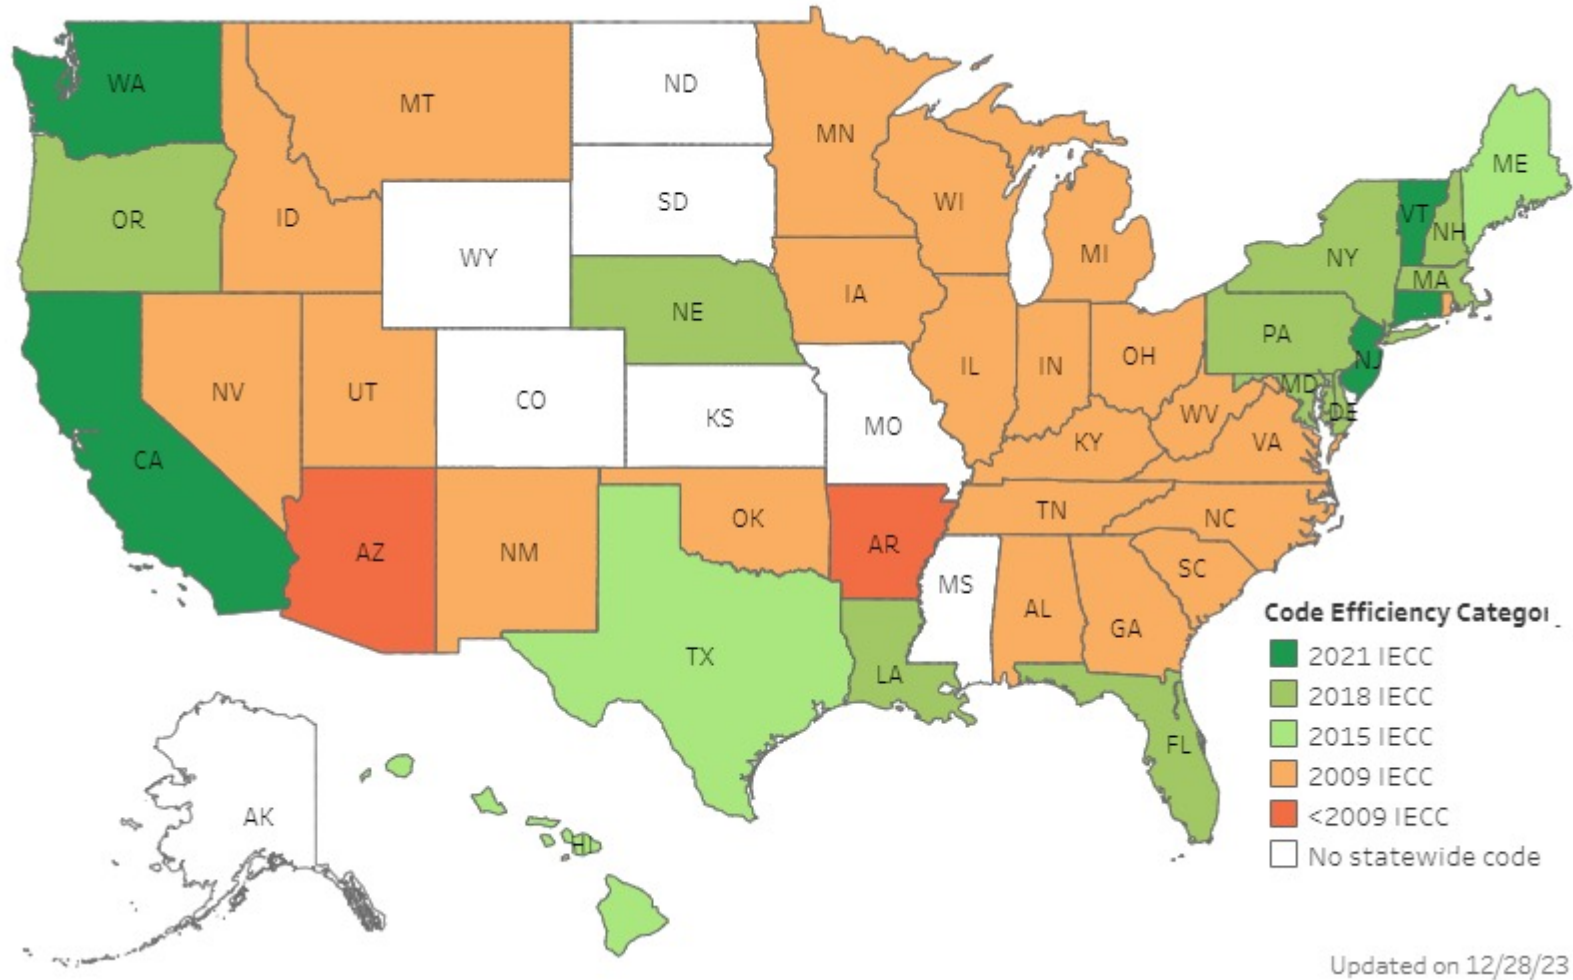 WA
MT
ND
MN
OR
ID
SD
WI
MI
ME
VT
NH
NY
MA
WY
IA
NE
NV
UT
CO
KS
MO
IL
IN
OH
PA
NJ
MD
DE
WV
VA
KY
CA
AZ
NM
OK
AR
TN
NC
MS
AL
GA
SC
TX
LA
FL
AK
H
Code Efficiency Categor
2021 IECC
2018 IECC
2015 IECC
2009 IECC
<2009 IECC
No statewide code
Updated on 12/28/23